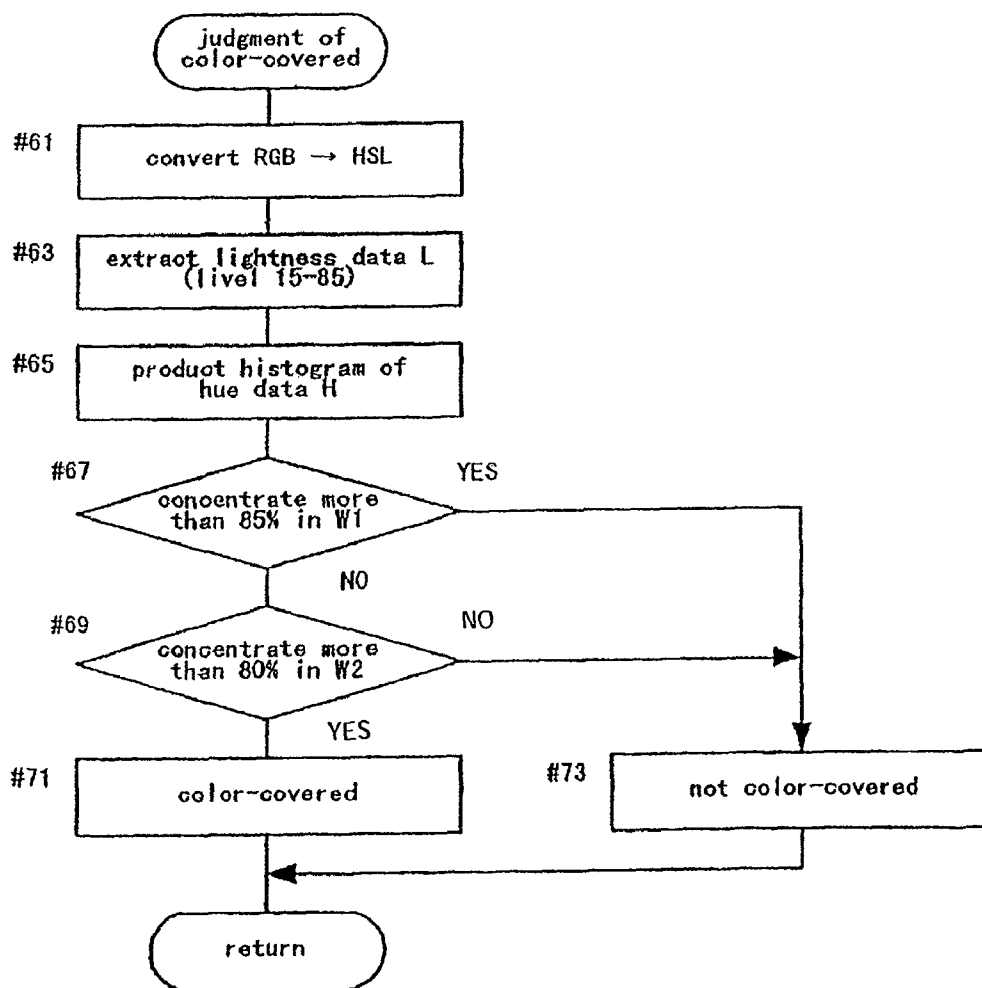 judgment of
color-covered
#61
convert RGB → HSL
#63
extract lightness data L
(livel 15-85)
#65
product histogram of
hue data H
#67
YES
concentrate more
than 85% in W1
NO
#69
NO
concentrate more
than 80% in W2
YES
#71
color-covered
#73
not color-covered
return